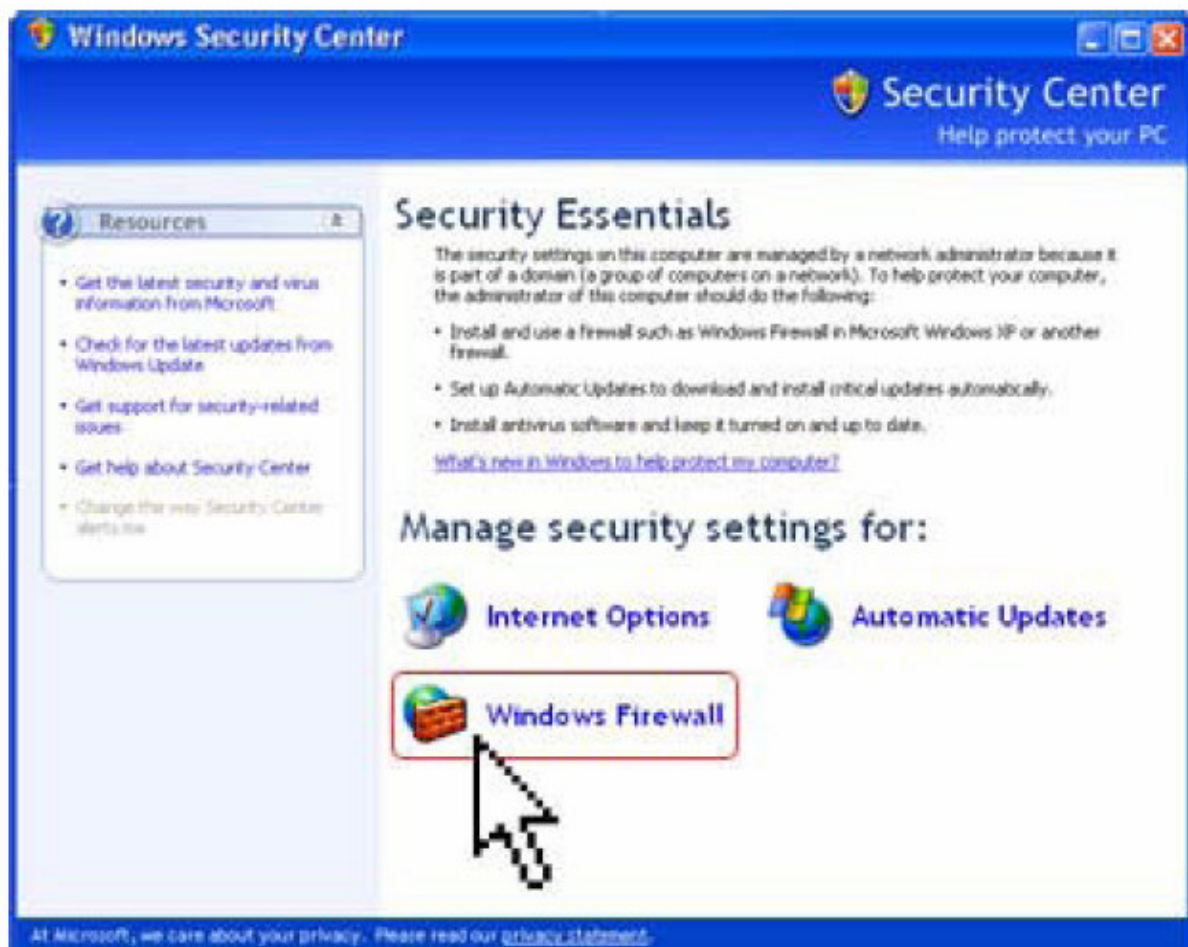 Windows Security Center
Security Center
Help protect your PC
Resources
Get the latest security and virus
information from Microsoft
Check for the latest updates from
Windows Update
Get support for security-related
issues
Get help about Security Center
Change the way Security Center
alerts me
Security Essentials
The security settings on this computer are managed by a network administrator because it
is part of a domain (a group of computers on a network). To help protect your computer,
the administrator of this computer should do the following:
• Install and use a firewall such as Windows Firewall in Microsoft Windows XP or another
firewall.
• Set up Automatic Updates to download and install critical updates automatically.
• Install antivirus software and keep it turned on and up to date.
What's new in Windows to help protect my computer?
Manage security settings for:
Internet Options
Automatic Updates
Windows Firewall
At Microsoft, we care about your privacy. Please read our privacy statement.